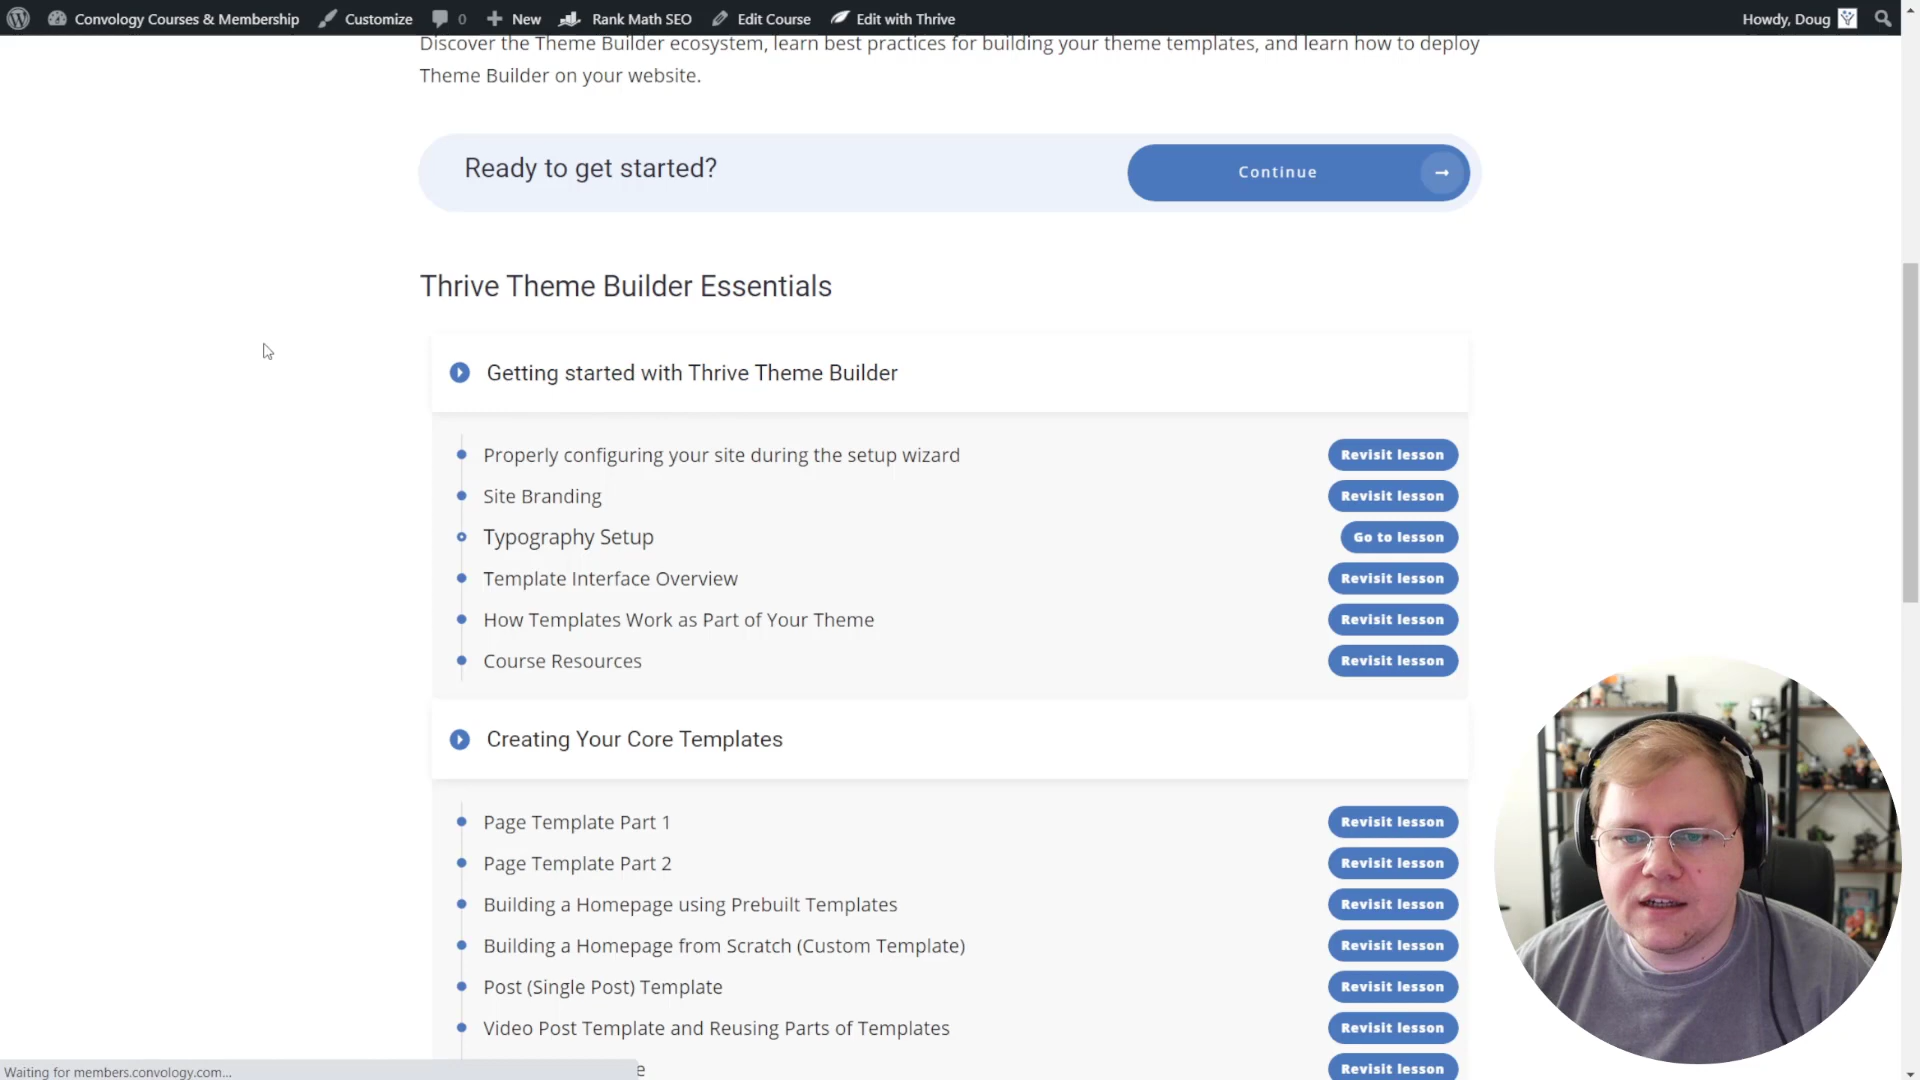 Convology Courses & Membership Customize 0 New Rank Math SEO Edit Course Edit with Thrive Howdy, Doug
Discover the Theme Builder ecosystem, learn best practices for building your theme templates, and learn how to deploy
Theme Builder on your website.
Ready to get started? Continue
Thrive Theme Builder Essentials
Getting started with Thrive Theme Builder
Properly configuring your site during the setup wizard Revisit lesson
Site Branding Revisit lesson
Typography Setup Go to lesson
Template Interface Overview Revisit lesson
How Templates Work as Part of Your Theme Revisit lesson
Course Resources Revisit lesson
Creating Your Core Templates
Page Template Part 1 Revisit lesson
Page Template Part 2 Revisit lesson
Building a Homepage using Prebuilt Templates Revisit lesson
Building a Homepage from Scratch (Custom Template) Revisit lesson
Post (Single Post) Template Revisit lesson
Video Post Template and Reusing Parts of Templates Revisit lesson
Revisit lesson
Waiting for members.convology.com...